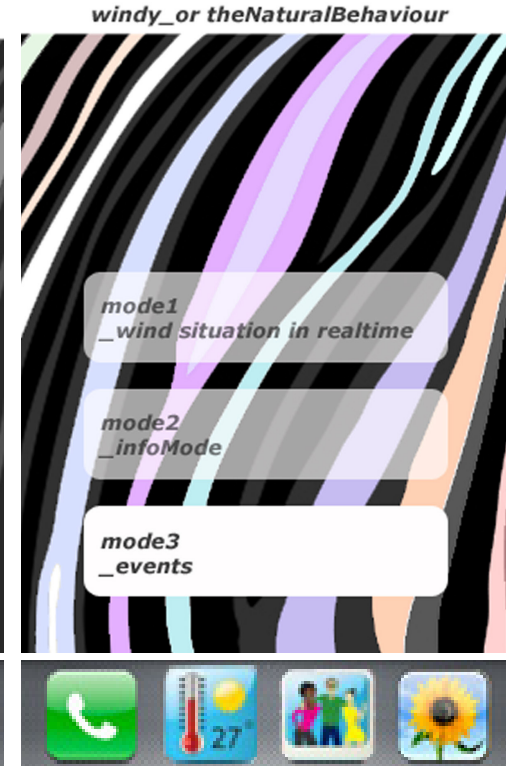 windy_or theNaturalBehaviour
mode1
_wind situation in realtime
mode2
_infoMode
mode3
_events
27°